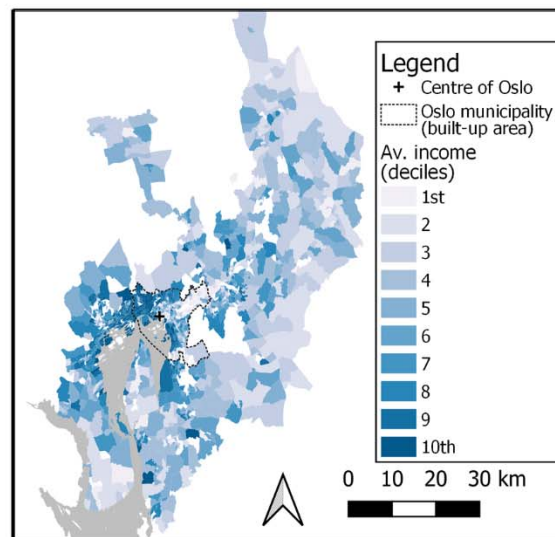 Legend
Centre of Oslo
Oslo municipality
(built-up area)
Av. income
(deciles)
1st
2
3
4
5
6
7
8
9
10th
0 10 20 30 km